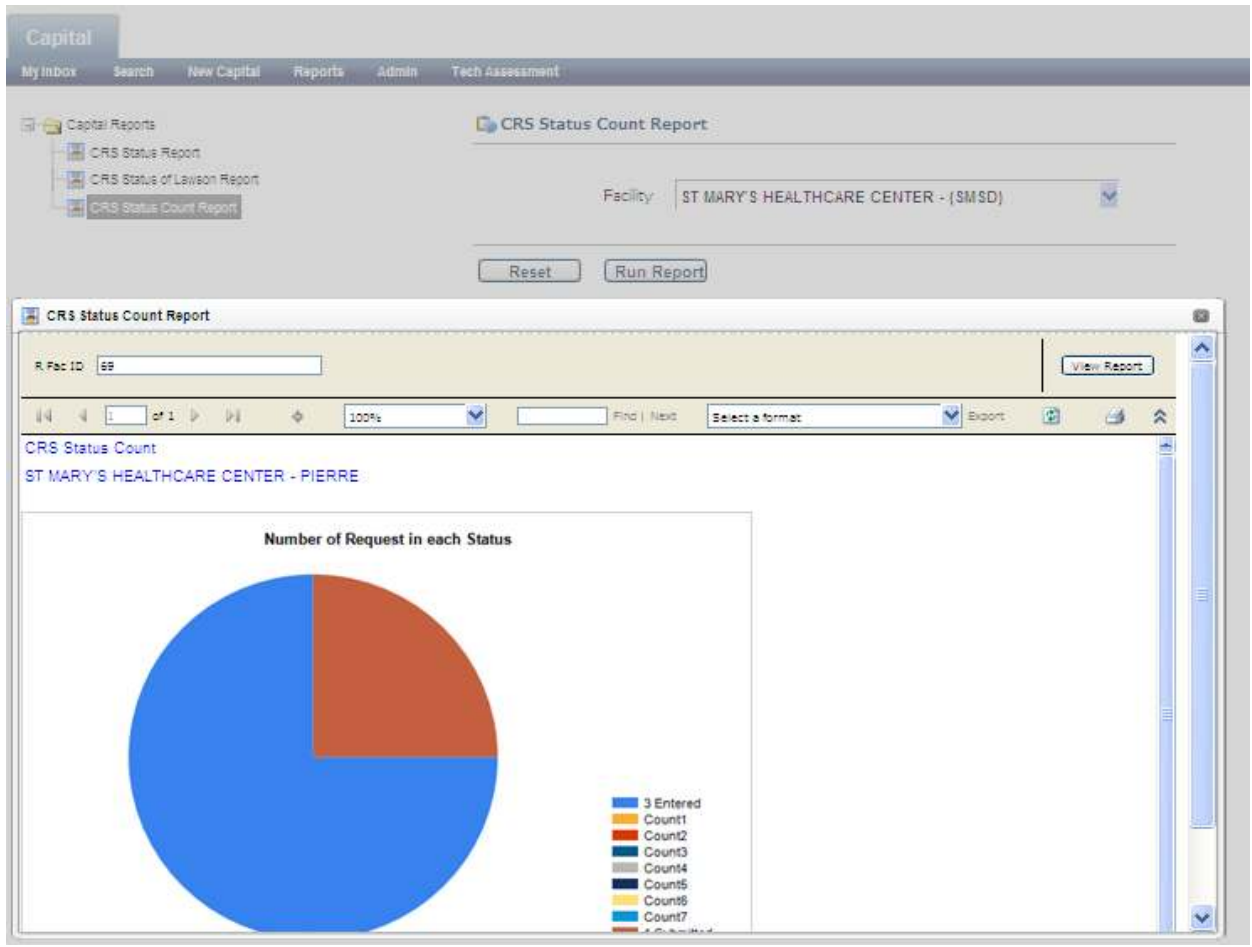 Capital
My Inbox Search New Capital Reports Admin Tech Assessment
Capital Reports
CRS Status Report
CRS Status of Lawson Report
CRS Status Count Report
CRS Status Count Report
Facility ST MARY'S HEALTHCARE CENTER - (SMSD)
Reset Run Report
CRS Status Count Report
R Fac ID 69 View Report
1 of 1 100% Find | Next Select a format Export
CRS Status Count
ST MARY'S HEALTHCARE CENTER - PIERRE
Number of Request in each Status
3 Entered
Count1
Count2
Count3
Count4
Count5
Count6
Count7
1 Submitted